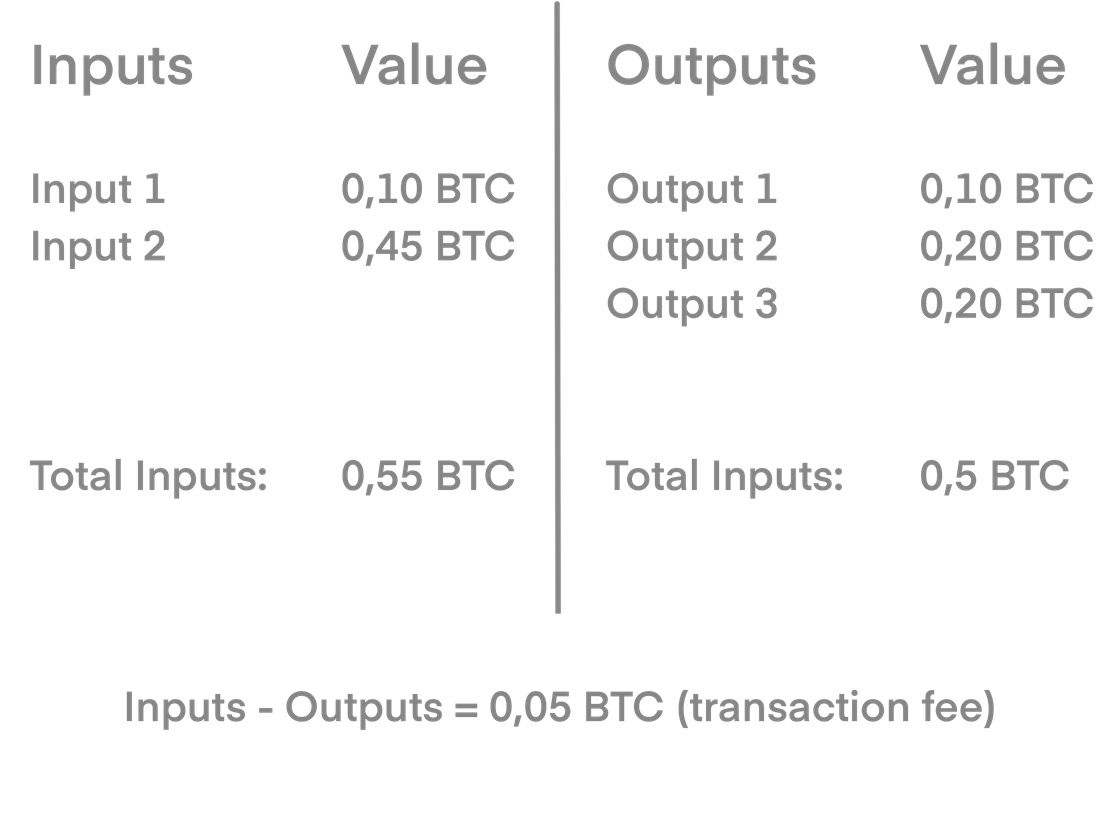 Inputs Value Outputs Value
Input 1 0,10 BTC Output 1 0,10 BTC
Input 2 0,45 BTC Output 2 0,20 BTC
Output 3 0,20 BTC
Total Inputs: 0,55 BTC Total Inputs: 0,5 BTC
Inputs - Outputs = 0,05 BTC (transaction fee)